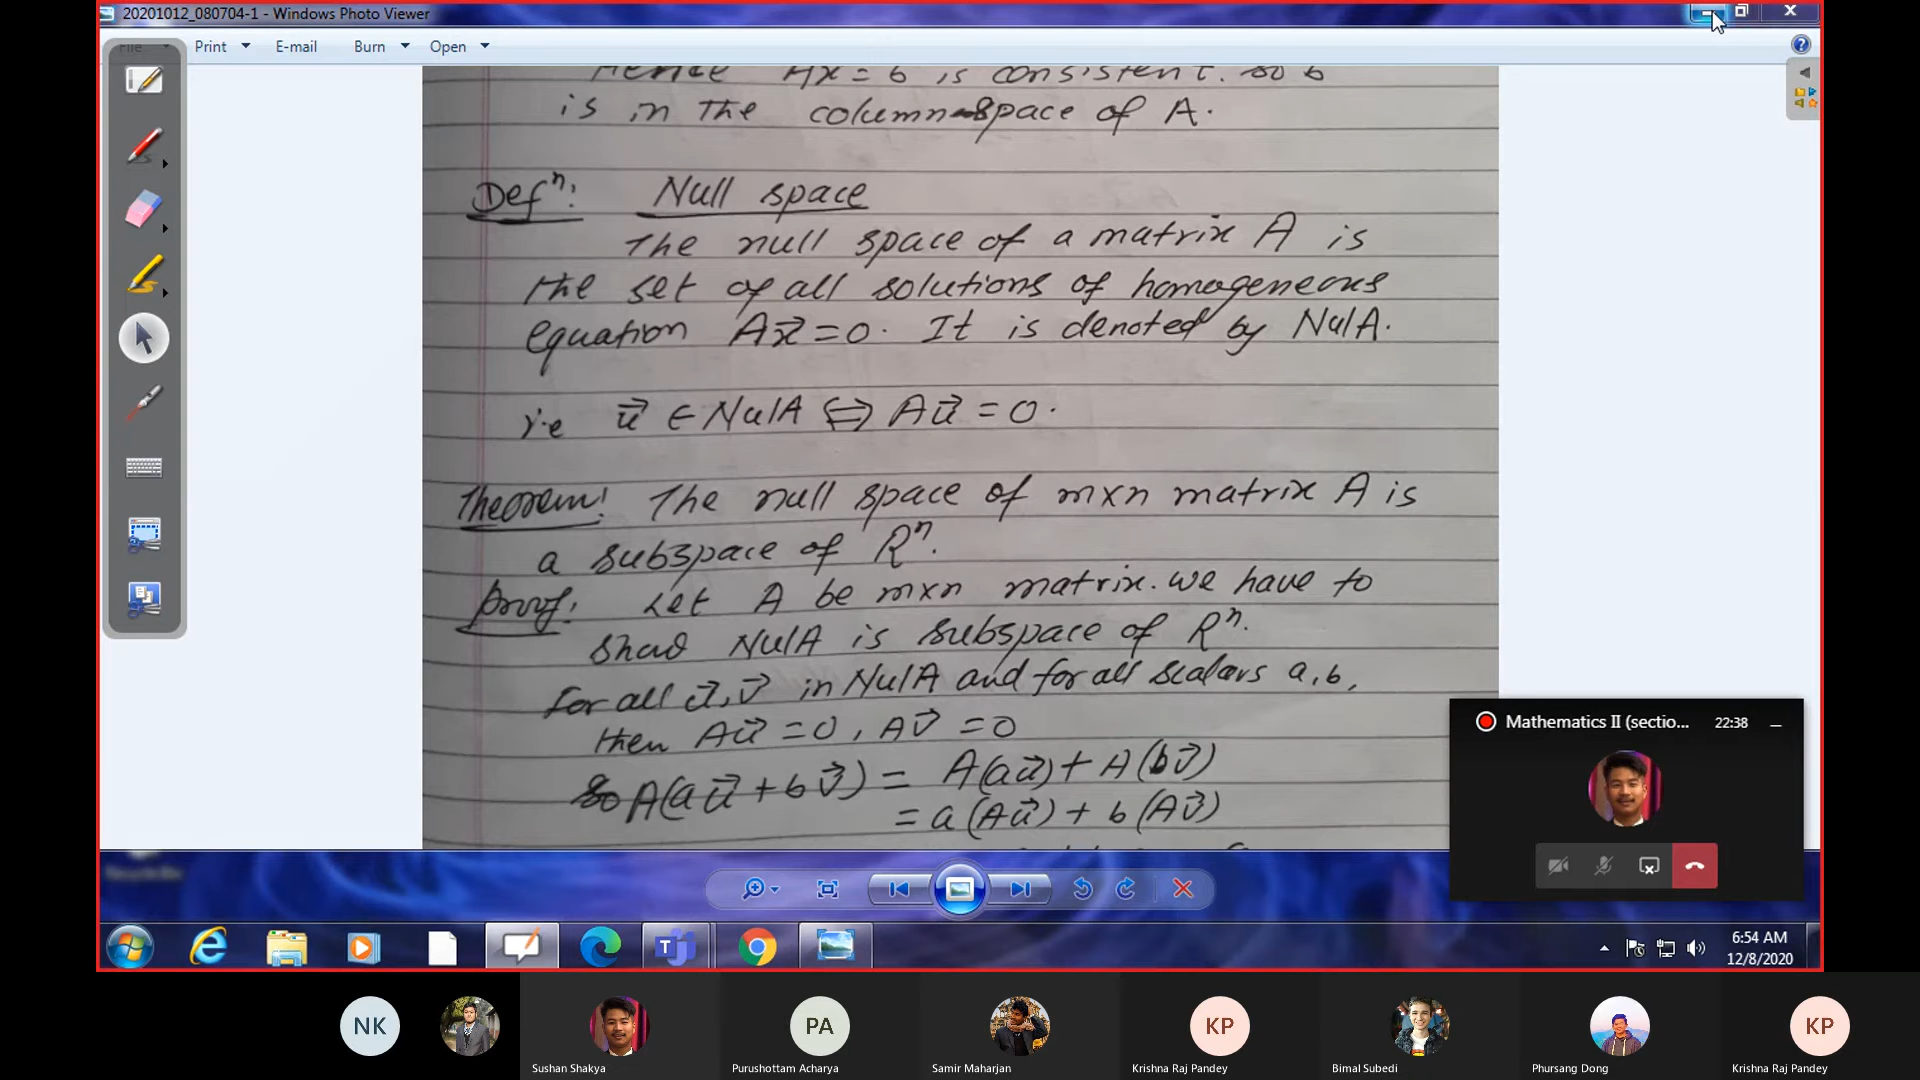 20201012_080704-1 - Windows Photo Viewer
File Print E-mail Burn Open
Hence Ax = b is consistent. so b
is in the column space of A.
Defⁿ: Null space
The null space of a matrix A is
the set of all solutions of homogeneous
equation Ax⃗ = 0. It is denoted by NulA.
i.e u⃗ ∈ NulA ⇔ Au⃗ = 0.
Theorem: The null space of mxn matrix A is
a subspace of Rⁿ.
Proof: Let A be mxn matrix. we have to
show NulA is subspace of Rⁿ.
For all u⃗, v⃗ in NulA and for all scalars a, b,
then Au⃗ = 0, Av⃗ = 0
So A(au⃗ + bv⃗) = A(au⃗) + A(bv⃗)
= a(Au⃗) + b(Av⃗)
Mathematics II (sectio... 22:38
6:54 AM
12/8/2020
NK PA KP KP
Sushan Shakya Purushottam Acharya Samir Maharjan Krishna Raj Pandey Bimal Subedi Phursang Dong Krishna Raj Pandey